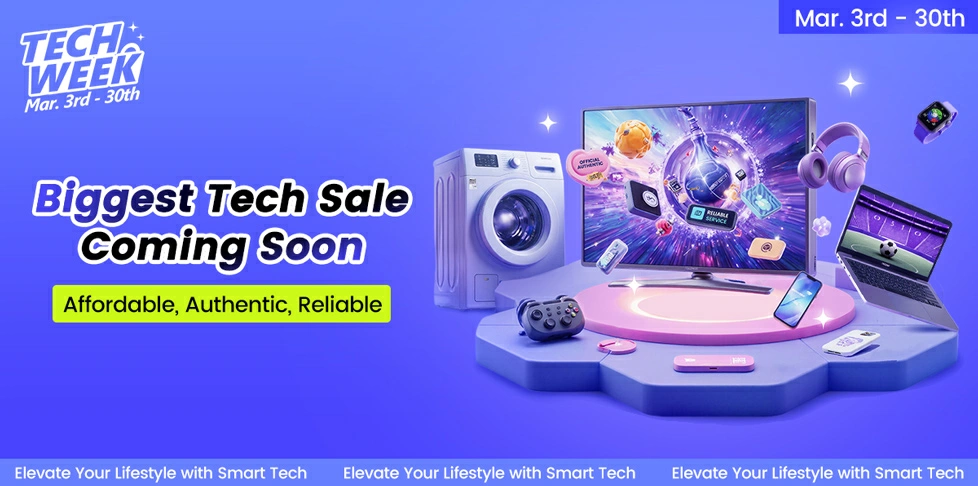 TECH
WEEK
Mar. 3rd - 30th
Mar. 3rd - 30th
Biggest Tech Sale
Coming Soon
Affordable, Authentic, Reliable
OFFICIAL
AUTHENTIC
RELIABLE
SERVICE
Elevate Your Lifestyle with Smart Tech
Elevate Your Lifestyle with Smart Tech
Elevate Your Lifestyle with Smart Tech